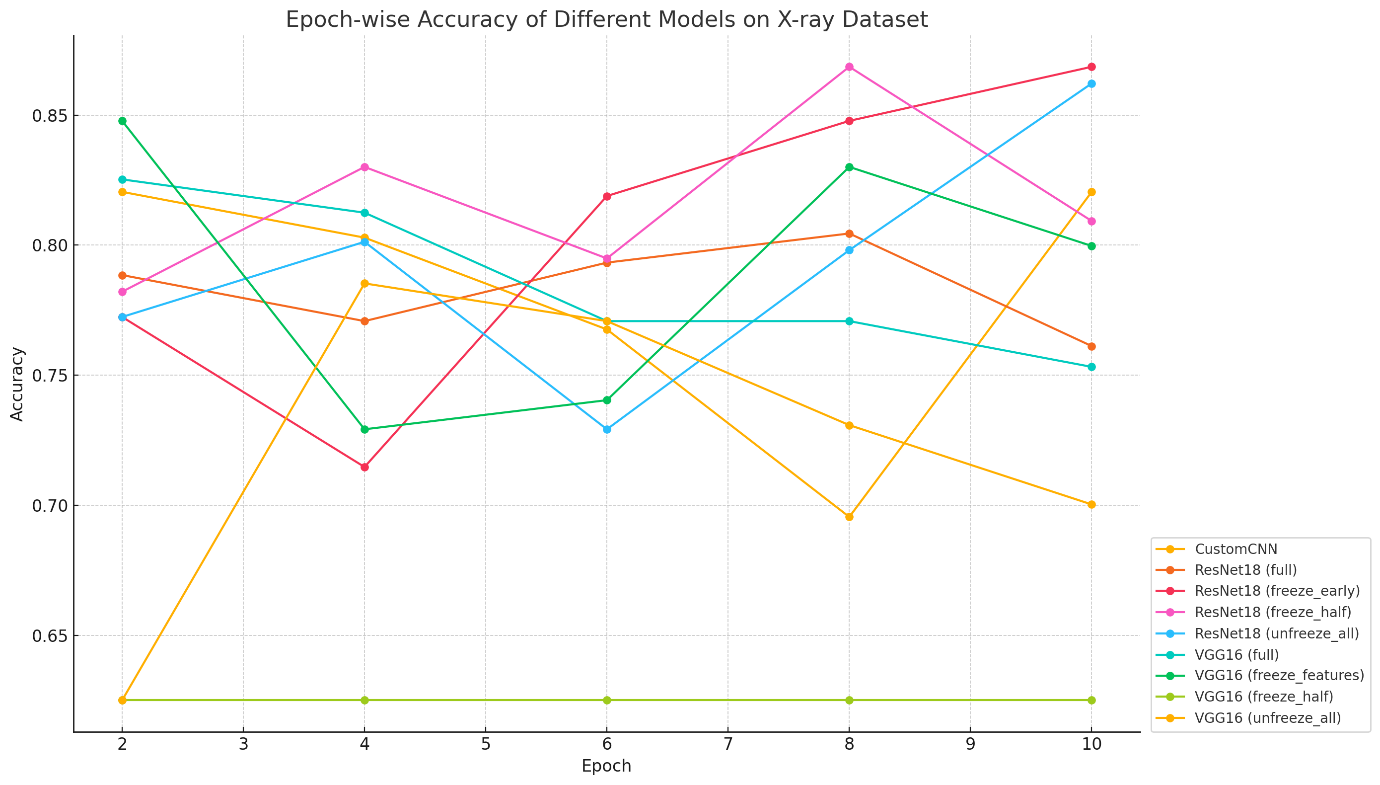 Epoch-wise Accuracy of Different Models on X-ray Dataset
0.85
0.80
0.75
0.70
0.65
Accuracy
2 3 4 5 6 7 8 9 10
Epoch
CustomCNN
ResNet18 (full)
ResNet18 (freeze_early)
ResNet18 (freeze_half)
ResNet18 (unfreeze_all)
VGG16 (full)
VGG16 (freeze_features)
VGG16 (freeze_half)
VGG16 (unfreeze_all)